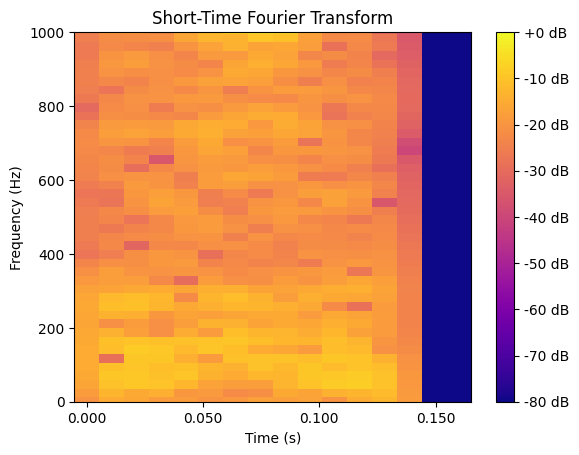 Short-Time Fourier Transform
1000
800
600
400
200
0
Frequency (Hz)
0.000
0.050
0.100
0.150
Time (s)
+0 dB
-10 dB
-20 dB
-30 dB
-40 dB
-50 dB
-60 dB
-70 dB
-80 dB